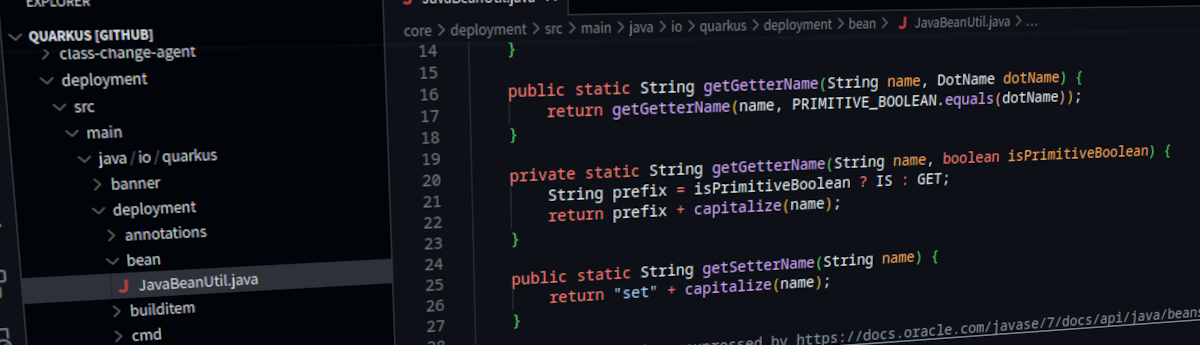 EXPLORER
QUARKUS [GITHUB]
class-change-agent
deployment
src
main
java / io / quarkus
banner
deployment
annotations
bean
JavaBeanUtil.java
builditem
cmd
JavaBeanUtil.java
core > deployment > src > main > java > io > quarkus > deployment > bean > JavaBeanUtil.java > ...
14 }
15
16 public static String getGetterName(String name, DotName dotName) {
17 return getGetterName(name, PRIMITIVE_BOOLEAN.equals(dotName));
18 }
19
20 private static String getGetterName(String name, boolean isPrimitiveBoolean) {
21 String prefix = isPrimitiveBoolean ? IS : GET;
22 return prefix + capitalize(name);
23 }
24
25 public static String getSetterName(String name) {
26 return "set" + capitalize(name);
27 }
28 expressed by https://docs.oracle.com/javase/7/docs/api/java/beans